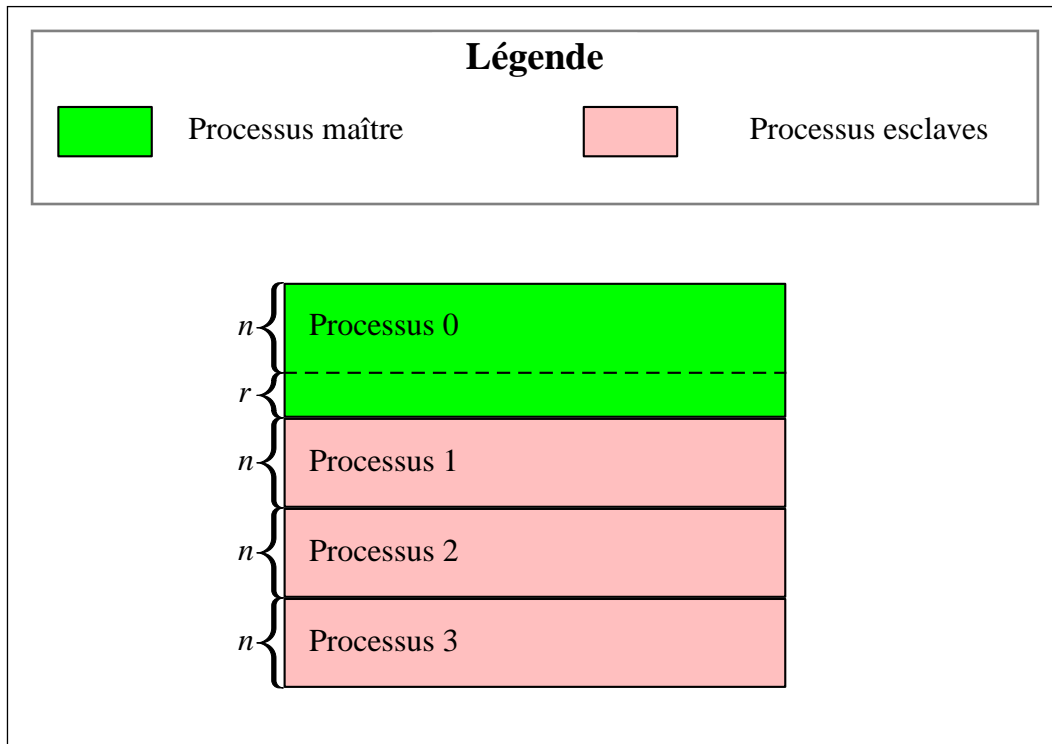 Légende
Processus maître Processus esclaves
n Processus 0
r
n Processus 1
n Processus 2
n Processus 3